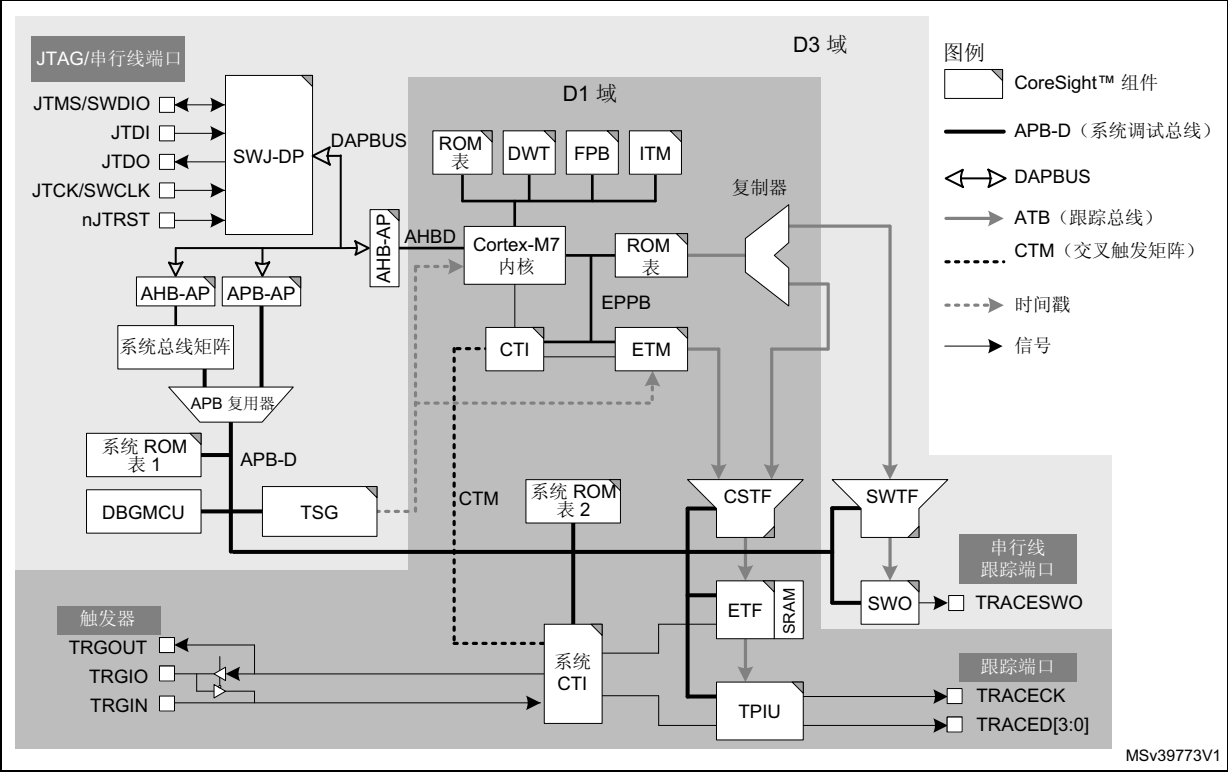 D3 域
图例
JTAG/串行线端口
CoreSight™ 组件
D1 域
JTMS/SWDIO
APB-D（系统调试总线）
JTDI
DAPBUS
ROM
表
DWT
FPB
ITM
JTDO
SWJ-DP
DAPBUS
JTCK/SWCLK
复制器
nJTRST
ATB（跟踪总线）
AHB-AP
AHBD
Cortex-M7
内核
ROM
表
CTM（交叉触发矩阵）
AHB-AP
APB-AP
EPPB
时间戳
系统总线矩阵
CTI
ETM
信号
APB 复用器
系统 ROM
表 1
APB-D
CTM
系统 ROM
表 2
CSTF
SWTF
DBGMCU
TSG
串行线
跟踪端口
ETF
SRAM
SWO
TRACESWO
触发器
TRGOUT
系统
CTI
跟踪端口
TRGIO
TRACECK
TRGIN
TPIU
TRACED[3:0]
MSv39773V1